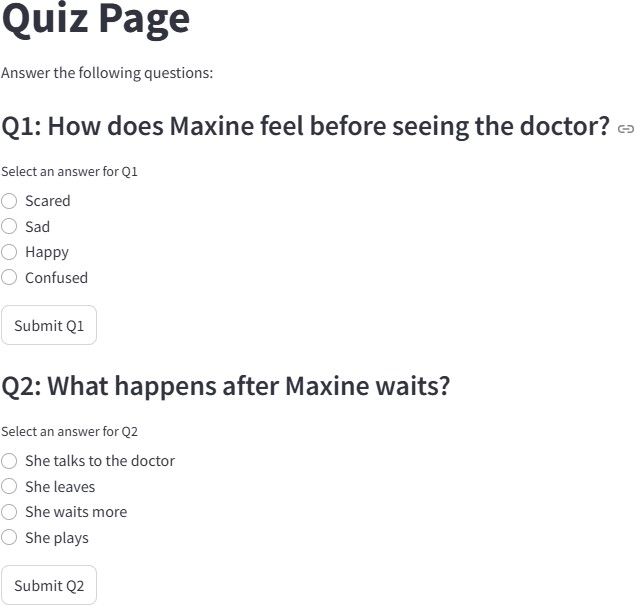 Quiz Page
Answer the following questions:
Q1: How does Maxine feel before seeing the doctor?
Select an answer for Q1
Scared
Sad
Happy
Confused
Submit Q1
Q2: What happens after Maxine waits?
Select an answer for Q2
She talks to the doctor
She leaves
She waits more
She plays
Submit Q2